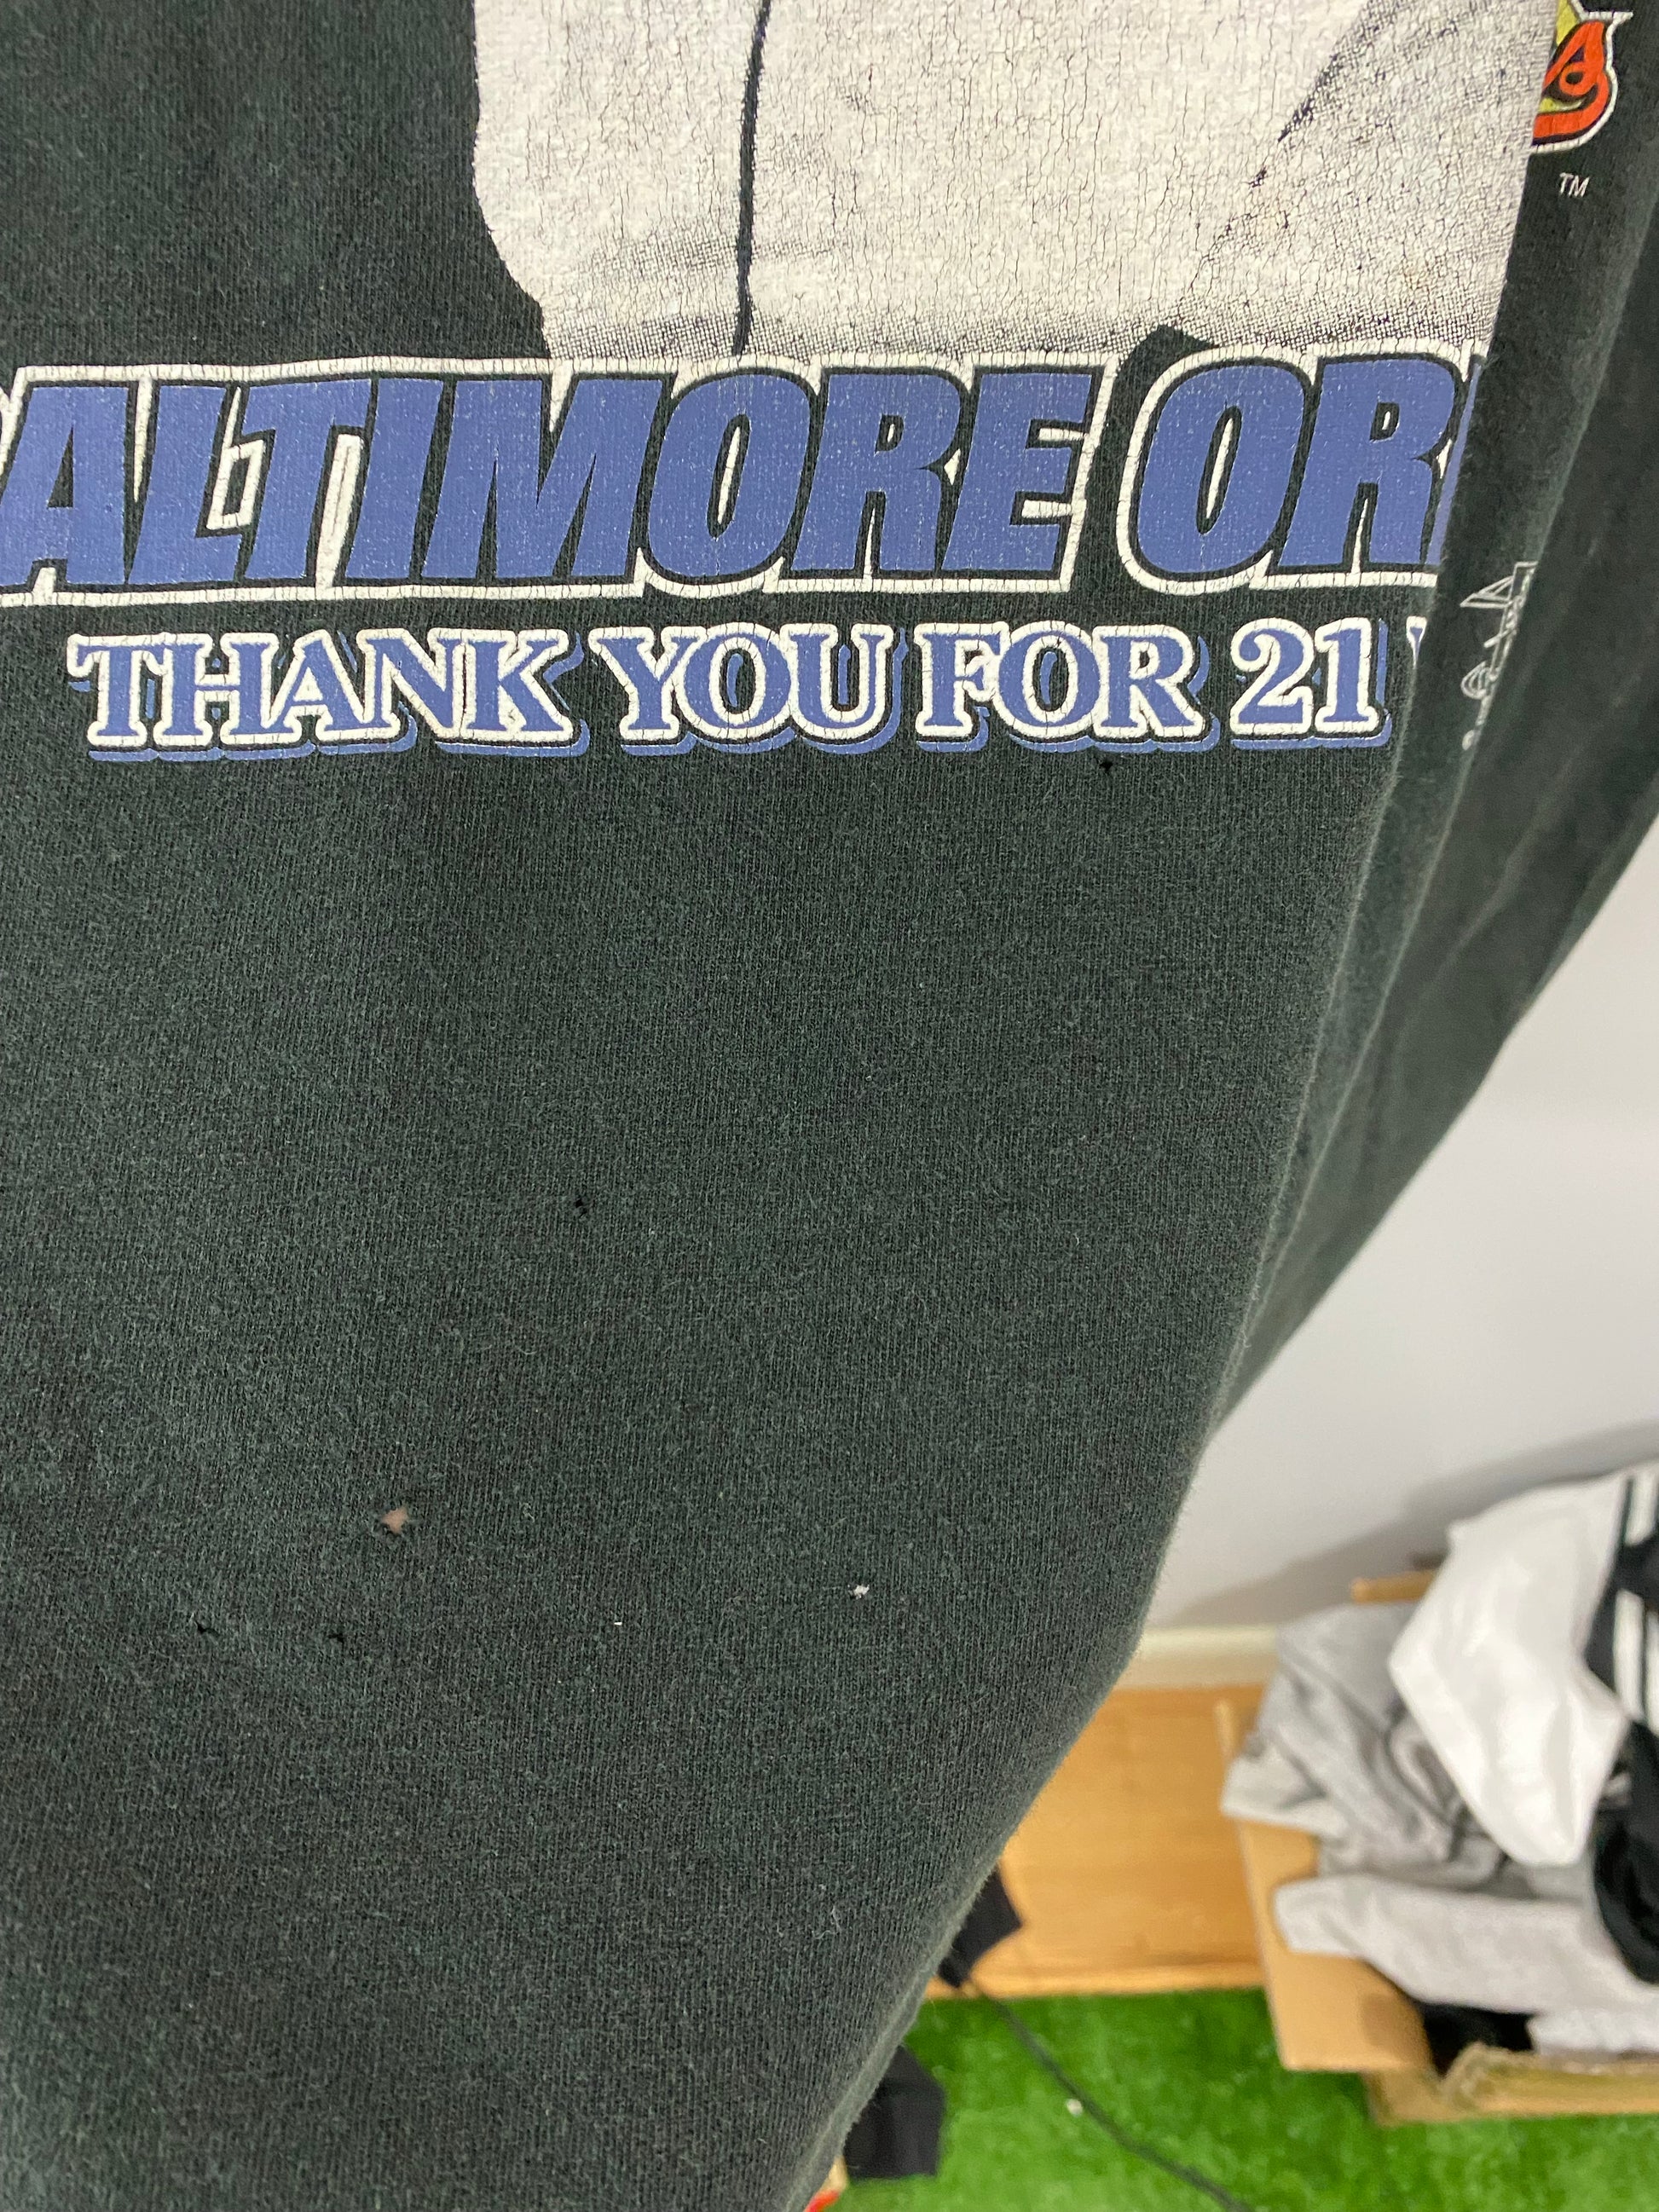 TM
ALTIMORE OR
THANK YOU FOR 21